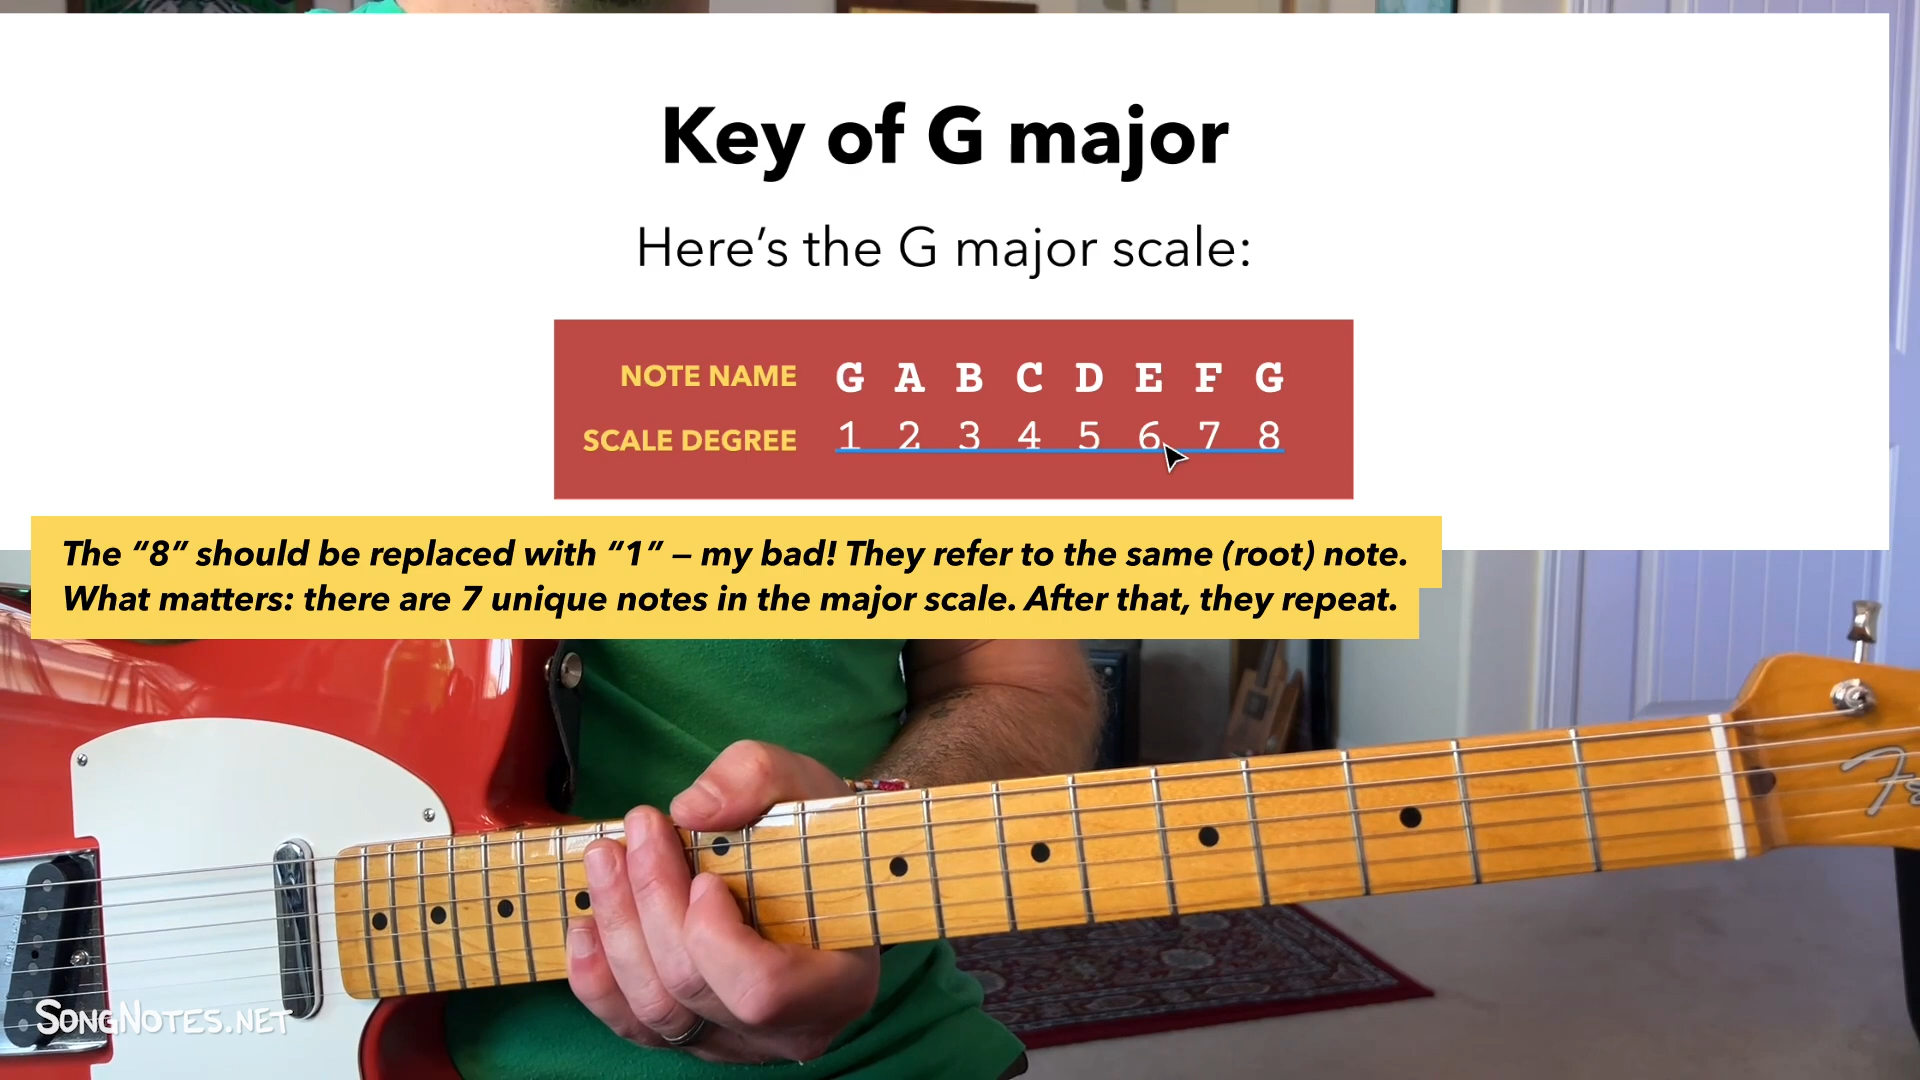 Key of G major
Here’s the G major scale:
NOTE NAME G A B C D E F G
SCALE DEGREE 1 2 3 4 5 6 7 8
The “8” should be replaced with “1” – my bad! They refer to the same (root) note.
What matters: there are 7 unique notes in the major scale. After that, they repeat.
SONGNOTES.NET